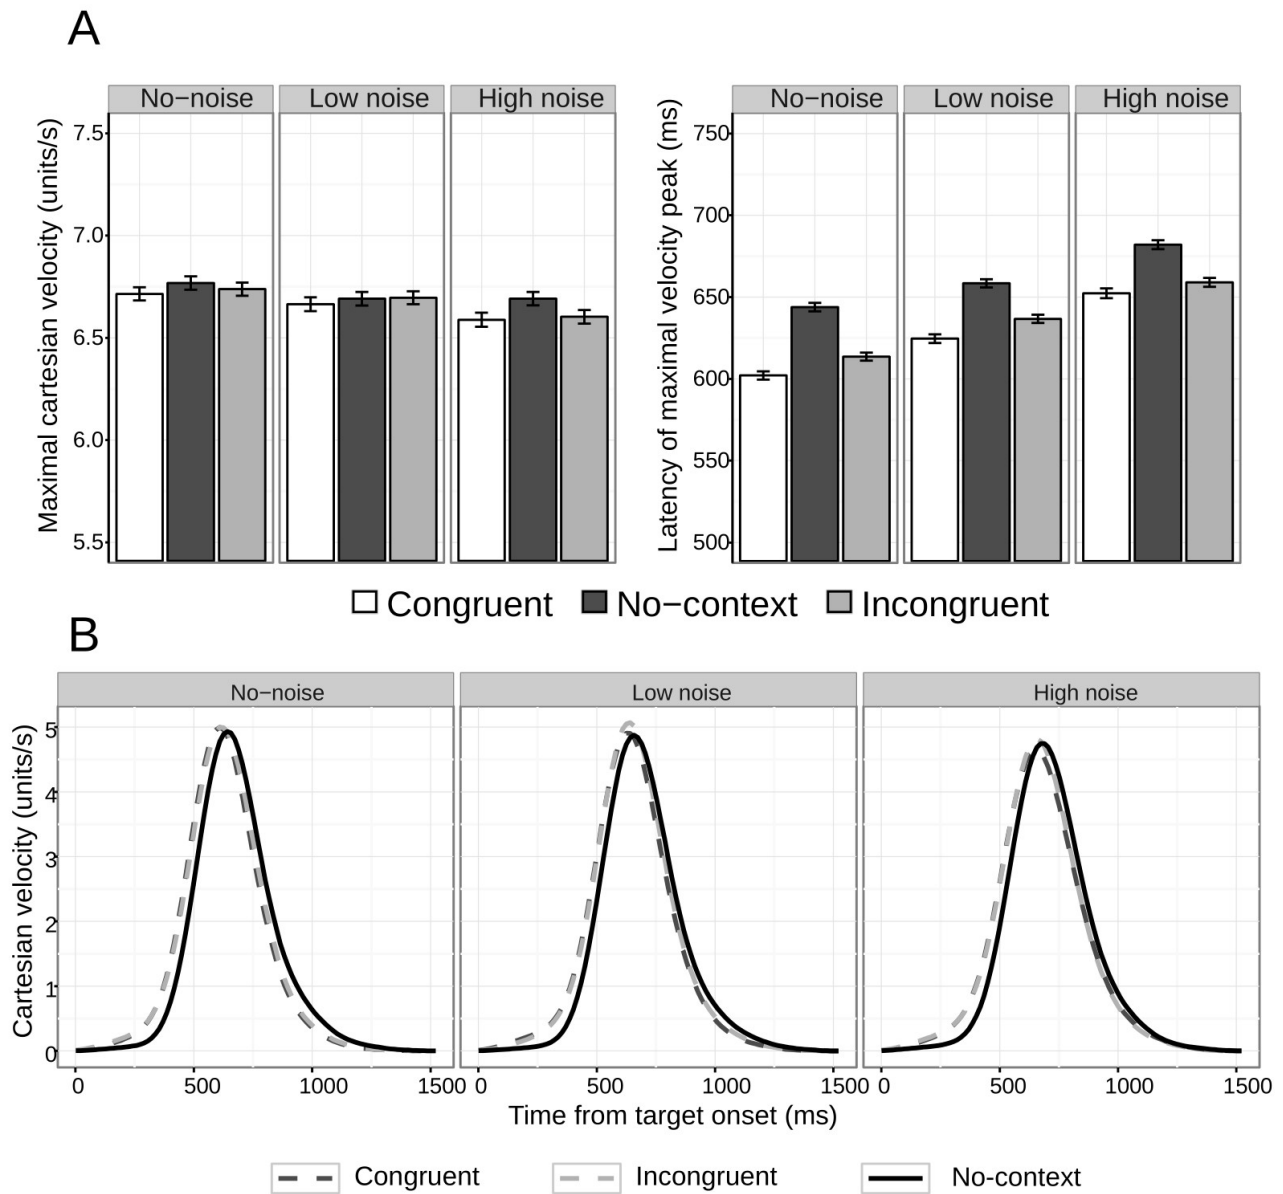 A
No−noise Low noise High noise
Maximal cartesian velocity (units/s)
7.5
7.0
6.5
6.0
5.5
No−noise Low noise High noise
Latency of maximal velocity peak (ms)
750
700
650
600
550
500
Congruent No−context Incongruent
B
No−noise Low noise High noise
Cartesian velocity (units/s)
5
4
3
2
1
0
0 500 1000 1500 0 500 1000 1500 0 500 1000 1500
Time from target onset (ms)
Congruent Incongruent No-context